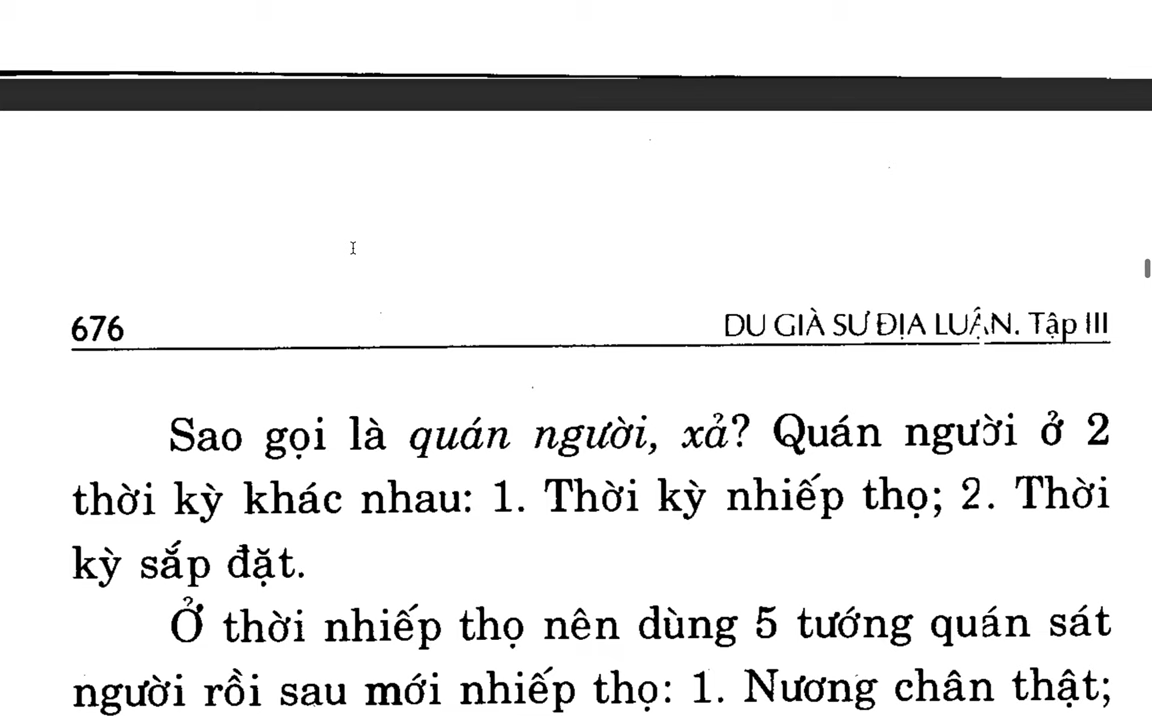 676
DU GIÀ SƯ ĐỊA LUẬN. Tập III
Sao gọi là quán người, xả? Quán người ở 2
thời kỳ khác nhau: 1. Thời kỳ nhiếp thọ; 2. Thời
kỳ sắp đặt.
Ở thời nhiếp thọ nên dùng 5 tướng quán sát
người rồi sau mới nhiếp thọ: 1. Nương chân thật;